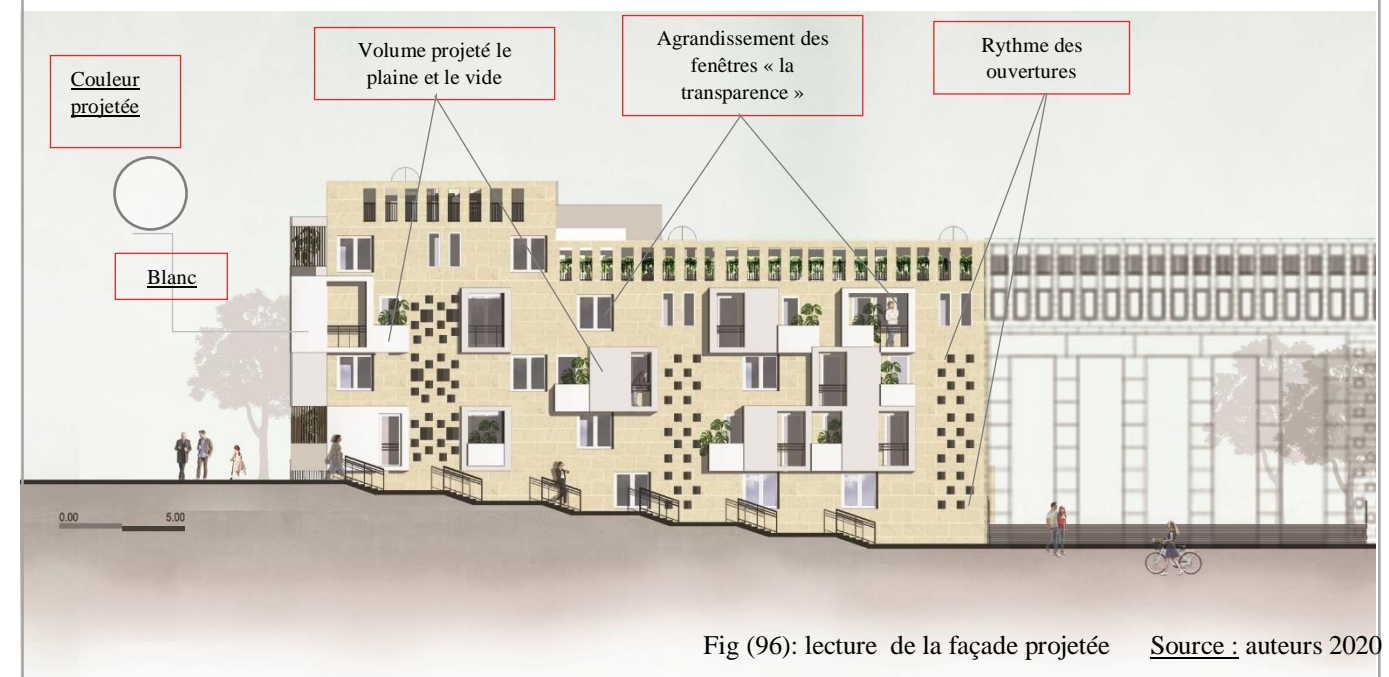 Couleur
projetée
Volume projeté le
plaine et le vide
Agrandissement des
fenêtres « la
transparence »
Rythme des
ouvertures
Blanc
0.00 5.00
Fig (96): lecture de la façade projetée Source : auteurs 2020